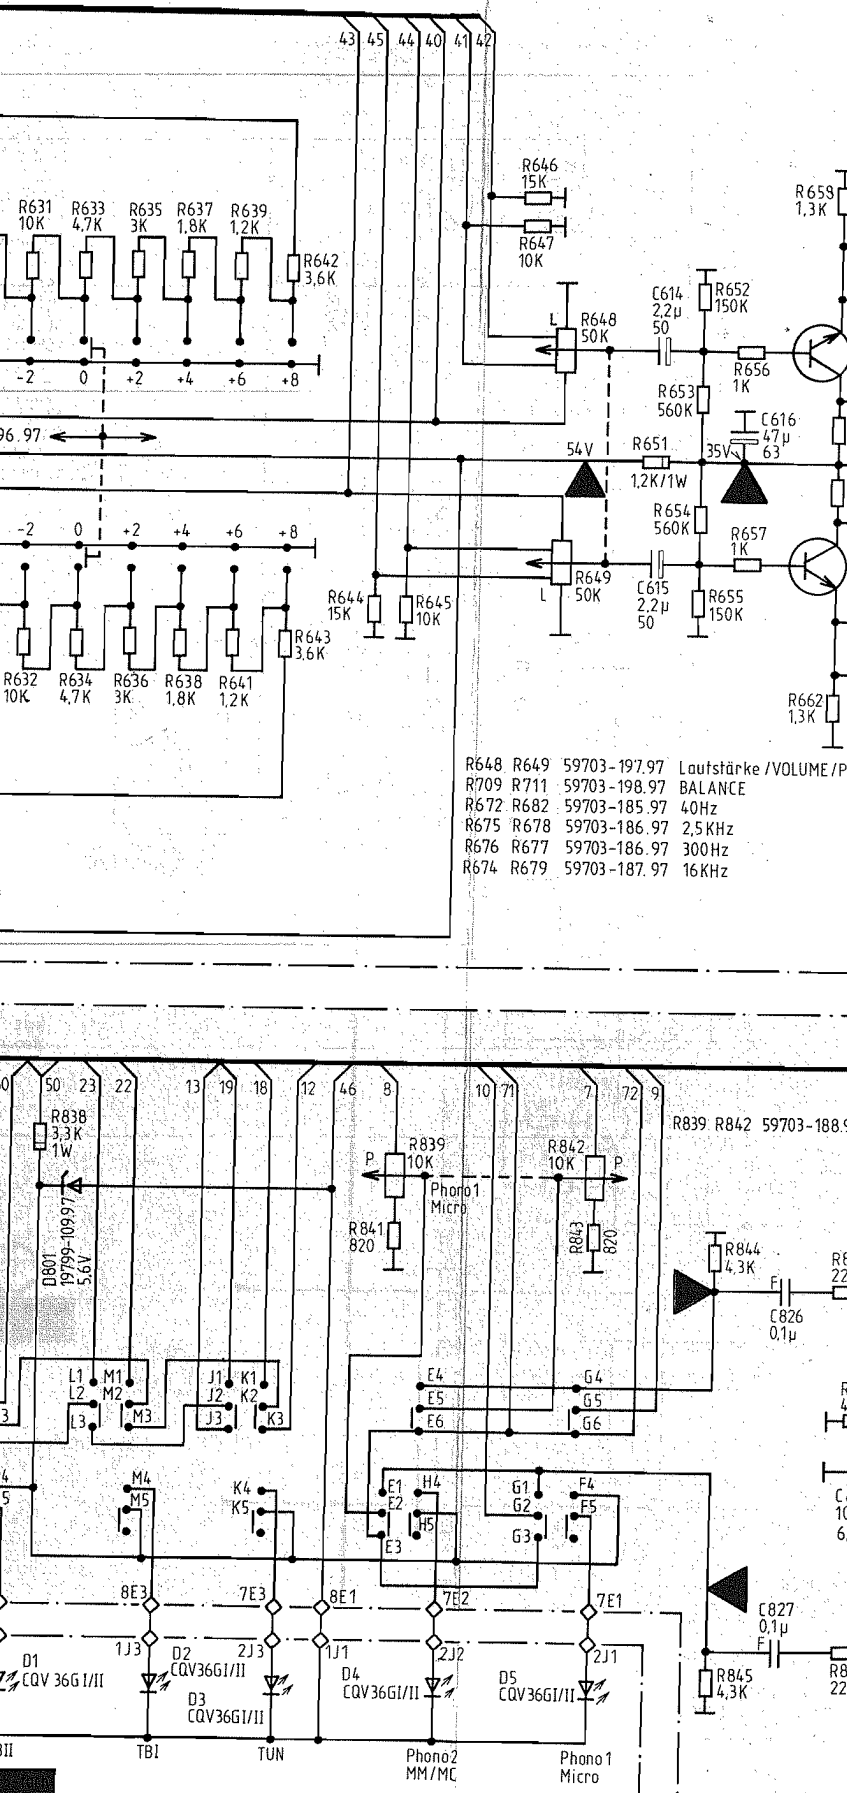 43 45 44 40 41 42
R646
15K
R647
10K
R659
1,3K
R631 R633 R635 R637 R639
10K 4,7K 3K 1,8K 1,2K
R642
3,6K
C614
2,2µ
50
R652
150K
L
R648
50K
R656
1K
-2 0 +2 +4 +6 +8
R653
560K
C616
47µ
63
96.97
54V
R651
1,2K/1W
35V
-2 0 +2 +4 +6 +8
R654
560K
R657
1K
R644
15K
R645
10K
L
R649
50K
C615
2,2µ
50
R655
150K
R643
3,6K
R632 R634 R636 R638 R641
10K 4,7K 3K 1,8K 1,2K
R662
1,3K
R648 R649 59703-197.97 Lautstärke/VOLUME/P
R709 R711 59703-198.97 BALANCE
R672 R682 59703-185.97 40Hz
R675 R678 59703-186.97 2,5KHz
R676 R677 59703-186.97 300Hz
R674 R679 59703-187.97 16KHz
50 23 22 13 19 18 12 46 8 10 71 7 72 9
R838
3,3K
1W
R839
10K
R842
10K
R839 R842 59703-188.9
P P
Phono1
Micro
D801
19799-109.97
5,6V
R841
820
R843
820
R844
4,3K
F
C826
0,1µ
22
L1 M1 J1 K1 E4 G4
L2 M2 J2 K2 E5 G5
L3 M3 J3 K3 E6 G6
M4 K4 E1 H4 G1 F4
M5 K5 E2 H5 G2 F5
E3 G3
8E3 7E3 8E1 7E2 7E1
1J3 2J3 1J1 2J2 2J1
C827
0,1µ
F
D1
CQV36GI/II
D2
CQV36GI/II
D3
CQV36GI/II
D4
CQV36GI/II
D5
CQV36GI/II
R845
4,3K
22
TBI TUN
Phono2
MM/MC
Phono1
Micro